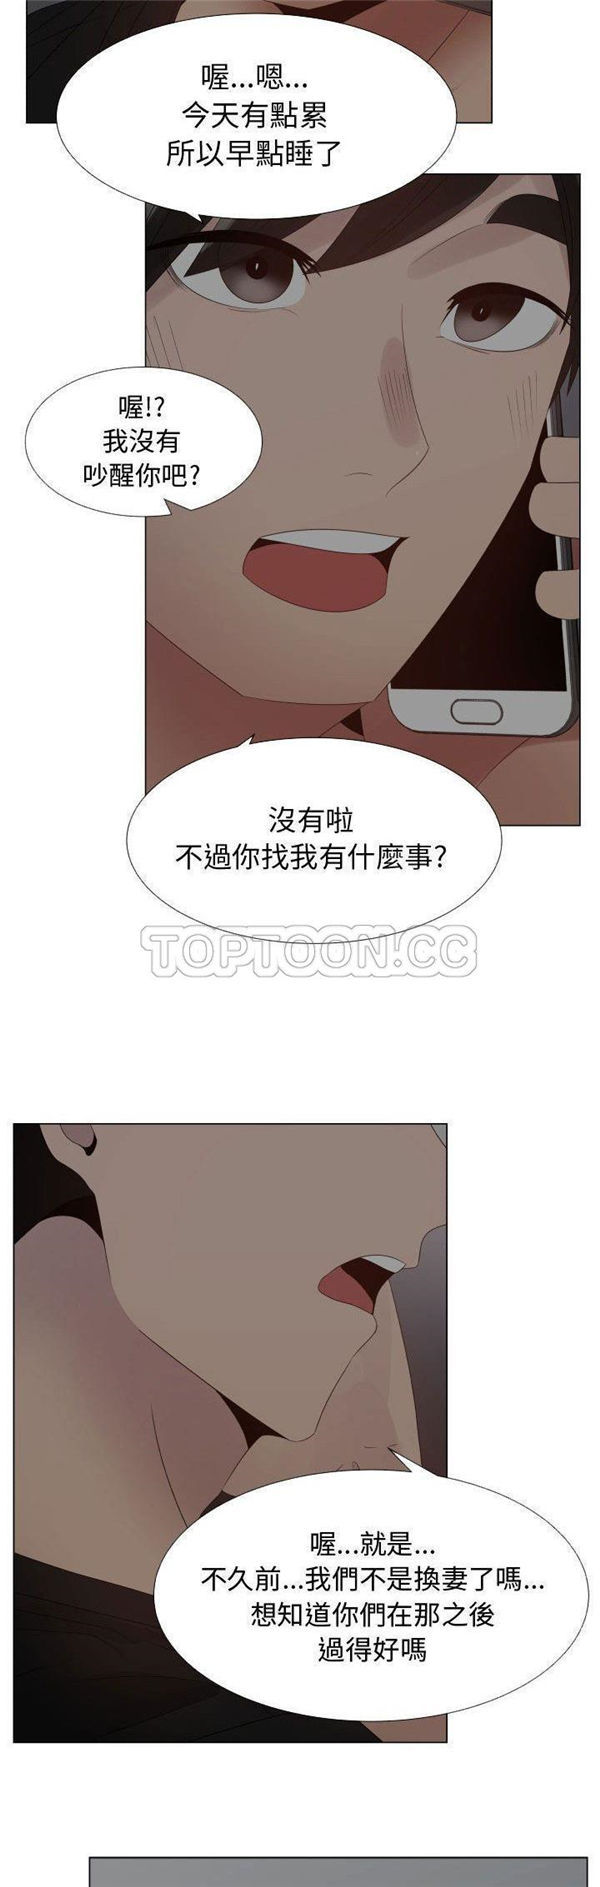 喔...嗯...
今天有點累
所以早點睡了
喔!?
我沒有
吵醒你吧?
沒有啦
不過你找我有什麼事?
TOPTOON.CC
喔...就是...
不久前...我們不是換妻了嗎...
想知道你們在那之後
過得好嗎